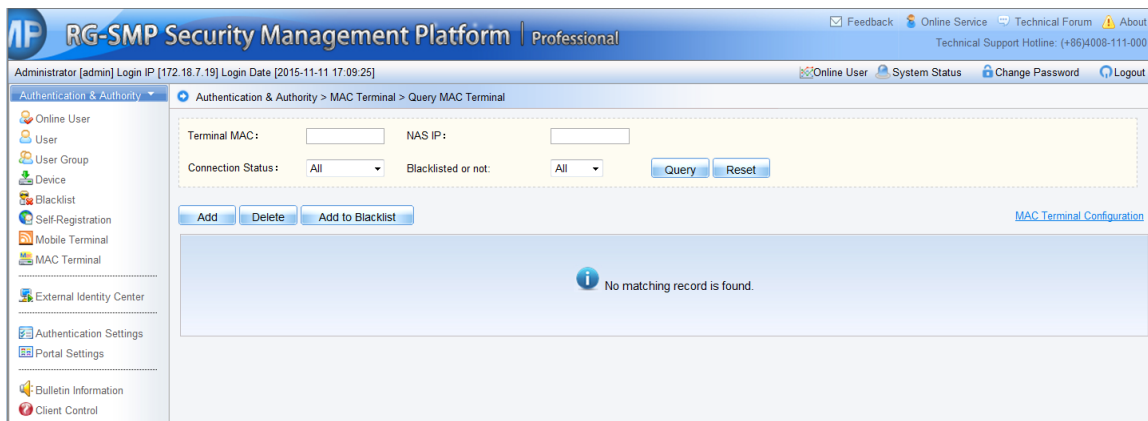 Feedback Online Service Technical Forum About
RG-SMP Security Management Platform | Professional
Technical Support Hotline: (+86)4008-111-000
Administrator [admin] Login IP [172.18.7.19] Login Date [2015-11-11 17:09:25] Online User System Status Change Password Logout
Authentication & Authority
Authentication & Authority > MAC Terminal > Query MAC Terminal
Online User
User
User Group
Device
Blacklist
Self-Registration
Mobile Terminal
MAC Terminal
External Identity Center
Authentication Settings
Portal Settings
Bulletin Information
Client Control
Terminal MAC: NAS IP:
Connection Status: All Blacklisted or not: All Query Reset
Add Delete Add to Blacklist MAC Terminal Configuration
No matching record is found.